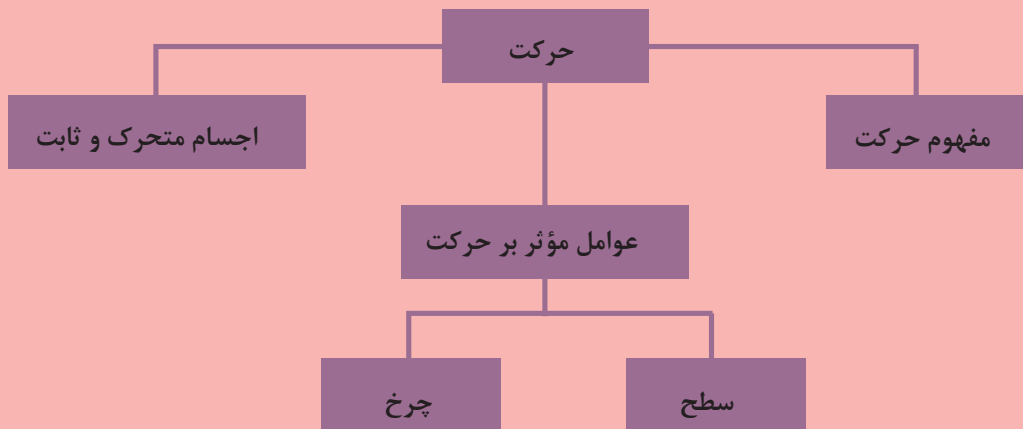 حرکت
مفهوم حرکت
اجسام متحرک و ثابت
عوامل مؤثر بر حرکت
سطح
چرخ